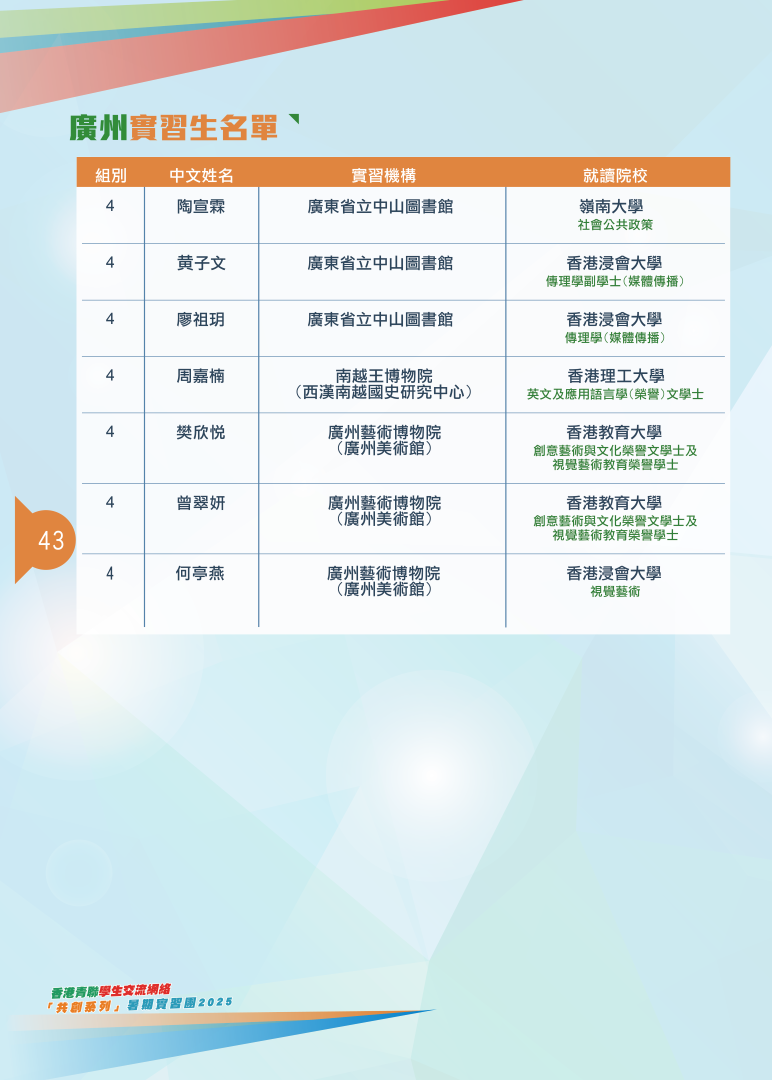 廣州實習生名單
組別 中文姓名 實習機構 就讀院校
4 陶宣霖 廣東省立中山圖書館 嶺南大學
社會公共政策
4 黄子文 廣東省立中山圖書館 香港浸會大學
傳理學副學士（媒體傳播）
4 廖祖玥 廣東省立中山圖書館 香港浸會大學
傳理學（媒體傳播）
4 周嘉楠 南越王博物院 香港理工大學
（西漢南越國史研究中心） 英文及應用語言學（榮譽）文學士
4 樊欣悦 廣州藝術博物院 香港教育大學
（廣州美術館） 創意藝術與文化榮譽文學士及
視覺藝術教育榮譽學士
4 曾翠妍 廣州藝術博物院 香港教育大學
（廣州美術館） 創意藝術與文化榮譽文學士及
視覺藝術教育榮譽學士
43
4 何亭燕 廣州藝術博物院 香港浸會大學
（廣州美術館） 視覺藝術
香港青聯學生交流網絡
「共創系列」暑期實習團2025